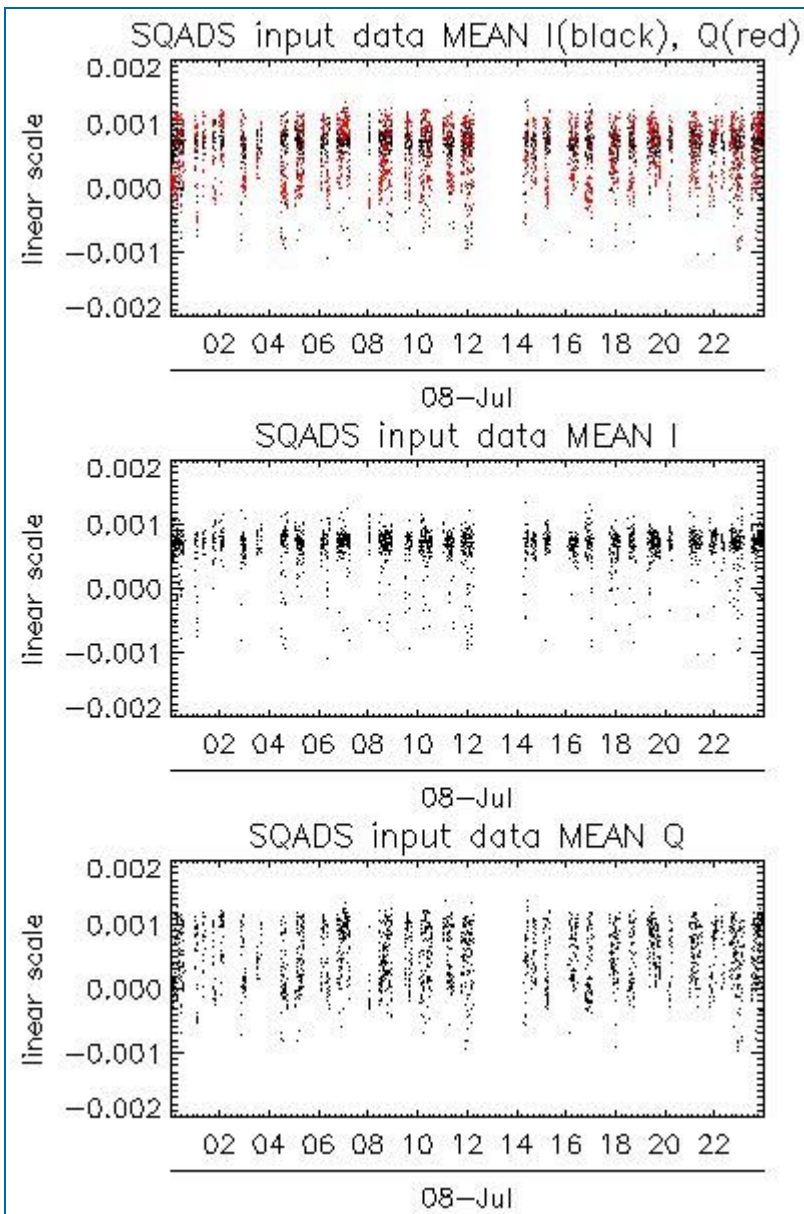 SQADS input data MEAN I(black), Q(red)
linear scale
0.002
0.001
0.000
−0.001
−0.002
02 04 06 08 10 12 14 16 18 20 22
08−Jul
SQADS input data MEAN I
linear scale
0.002
0.001
0.000
−0.001
−0.002
02 04 06 08 10 12 14 16 18 20 22
08−Jul
SQADS input data MEAN Q
linear scale
0.002
0.001
0.000
−0.001
−0.002
02 04 06 08 10 12 14 16 18 20 22
08−Jul